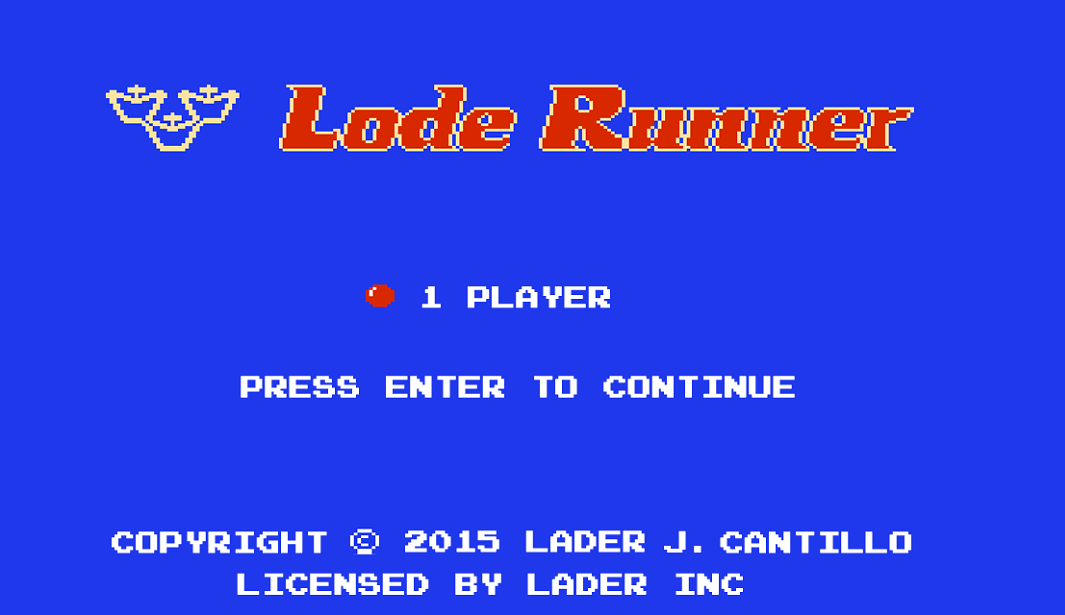 Lode Runner
1 PLAYER
PRESS ENTER TO CONTINUE
COPYRIGHT © 2015 LADER J. CANTILLO
LICENSED BY LADER INC